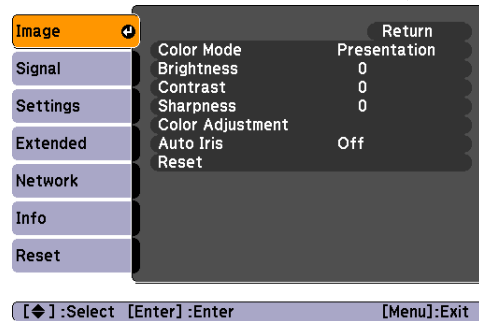 Image
Signal
Settings
Extended
Network
Info
Reset
Return
Color Mode Presentation
Brightness 0
Contrast 0
Sharpness 0
Color Adjustment
Auto Iris Off
Reset
[◆] :Select [Enter] :Enter [Menu]:Exit